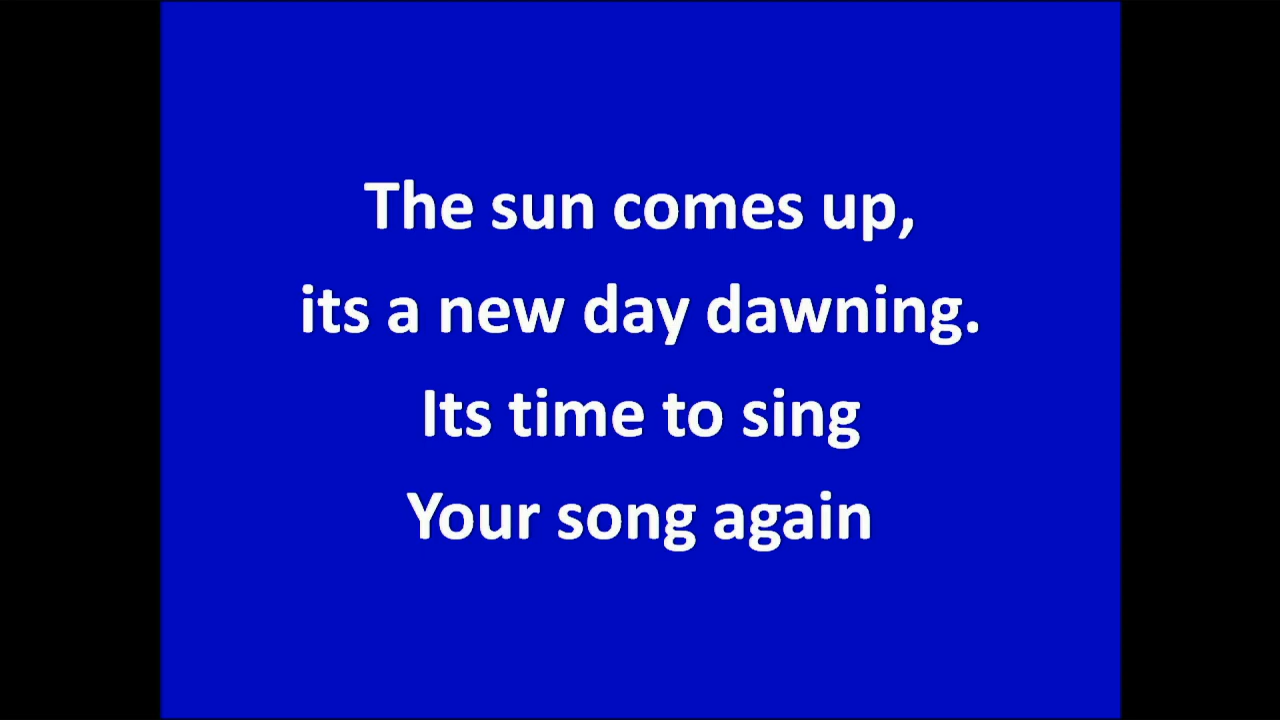 The sun comes up,
its a new day dawning.
Its time to sing
Your song again